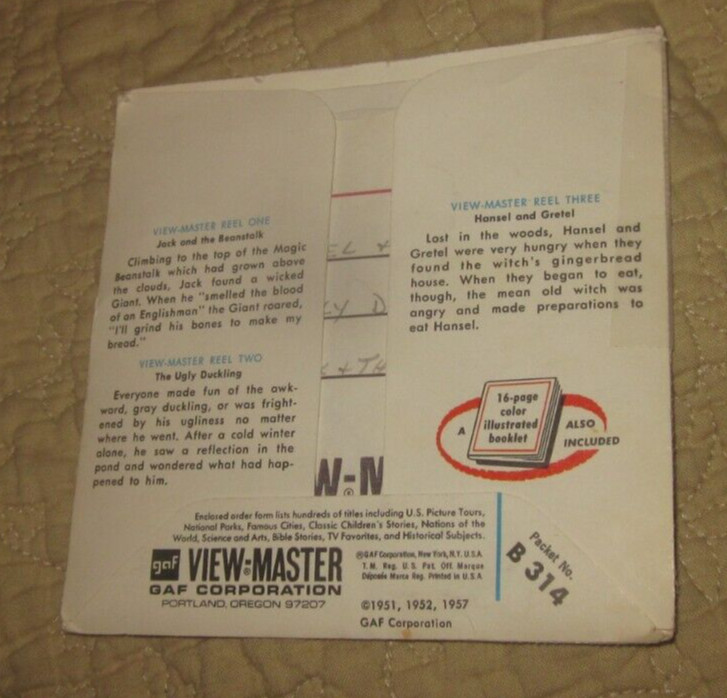 VIEW-MASTER REEL ONE
Jack and the Beanstalk
Climbing to the top of the Magic
Beanstalk which had grown above
the clouds, Jack found a wicked
Giant. When he "smelled the blood
of an Englishman" the Giant roared,
"I'll grind his bones to make my
bread."
VIEW-MASTER REEL TWO
The Ugly Duckling
Everyone made fun of the awk-
ward, gray duckling, or was fright-
ened by his ugliness no matter
where he went. After a cold winter
alone, he saw a reflection in the
pond and wondered what had hap-
pened to him.
EL &
LY D
K & TH
W-M
VIEW-MASTER REEL THREE
Hansel and Gretel
Lost in the woods, Hansel and
Gretel were very hungry when they
found the witch's gingerbread
house. When they began to eat,
though, the mean old witch was
angry and made preparations to
eat Hansel.
A
16-page
color
illustrated
booklet
ALSO
INCLUDED
Enclosed order form lists hundreds of titles including U.S. Picture Tours,
National Parks, Famous Cities, Classic Children's Stories, Nations of the
World, Science and Arts, Bible Stories, TV Favorites, and Historical Subjects.
gaf VIEW-MASTER
GAF CORPORATION
PORTLAND, OREGON 97207
®GAF Corporation, New York, N.Y. U.S.A.
T.M. Reg. U.S. Pat. Off. Marque
Déposée Marca Reg. Printed in U.S.A.
©1951, 1952, 1957
GAF Corporation
Packet No.
B 314